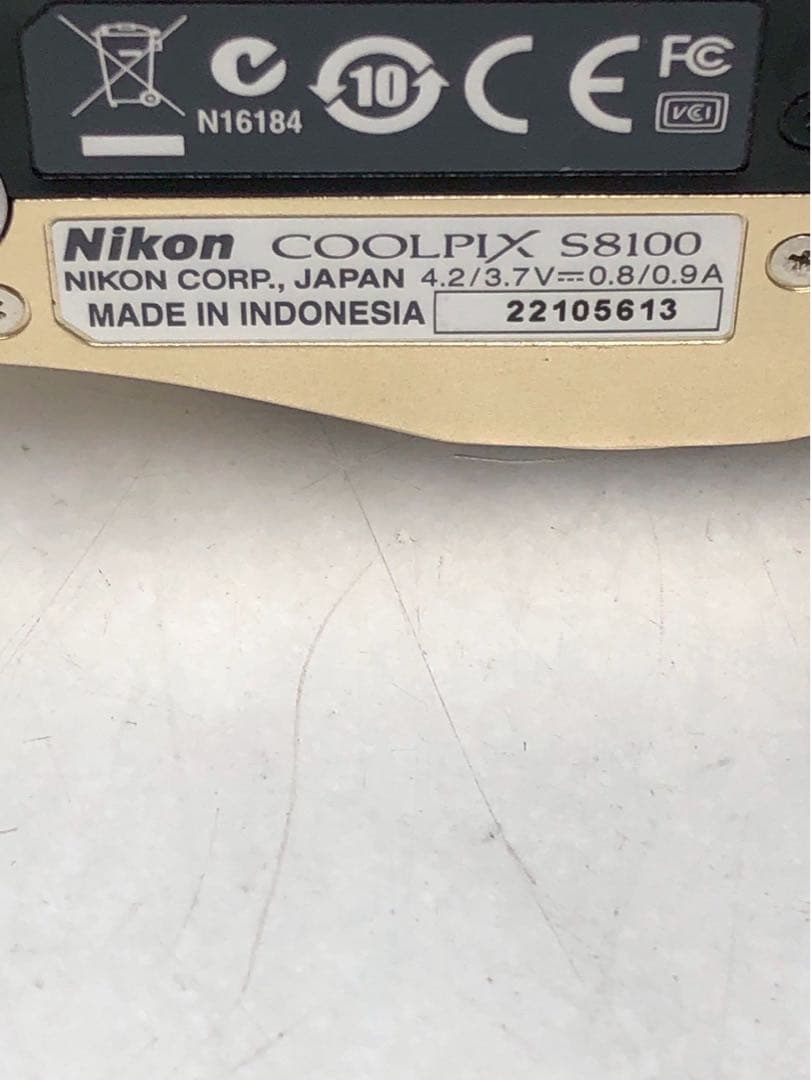 N16184
10
CE
FC
VCI
Nikon COOLPIX S8100
NIKON CORP., JAPAN 4.2/3.7V⎓0.8/0.9A
MADE IN INDONESIA 22105613